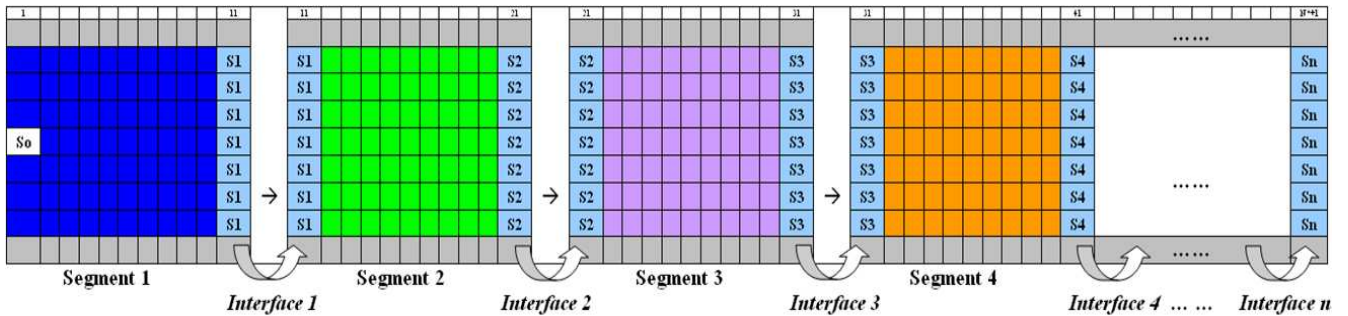 1 11 11 21 21 31 31 41
... ...
S1 S1 S2 S2 S3 S3 S4 Sn
S1 S1 S2 S2 S3 S3 S4 Sn
S1 S1 S2 S2 S3 S3 S4 Sn
So S1 S1 S2 S2 S3 S3 S4 Sn
S1 S1 S2 S2 S3 S3 S4 Sn
S1 → S1 S2 → S2 S3 → S3 S4 ... ... Sn
S1 S1 S2 S2 S3 S3 S4 Sn
... ...
Segment 1 Segment 2 Segment 3 Segment 4
Interface 1 Interface 2 Interface 3 Interface 4 ... ... Interface n